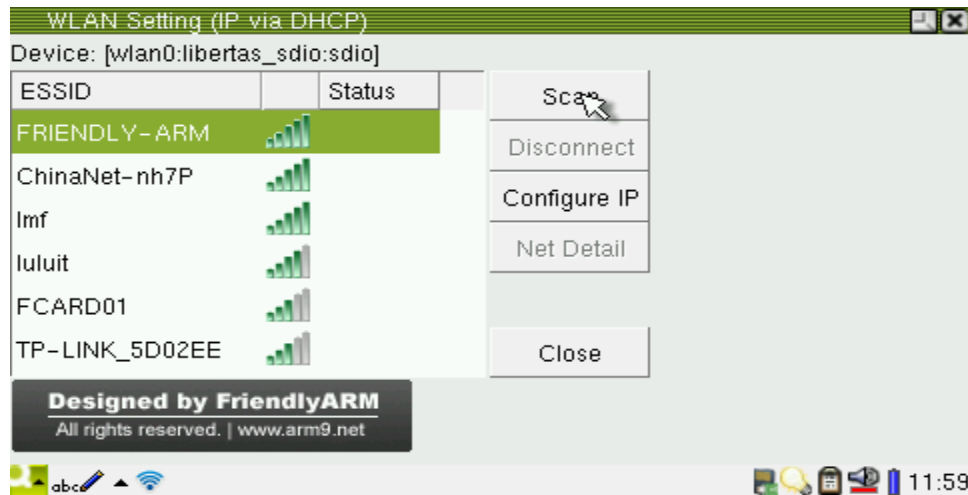 WLAN Setting (IP via DHCP)
Device: [wlan0:libertas_sdio:sdio]
ESSID Status
FRIENDLY-ARM
ChinaNet-nh7P
lmf
luluit
FCARD01
TP-LINK_5D02EE
Scan
Disconnect
Configure IP
Net Detail
Close
Designed by FriendlyARM
All rights reserved. | www.arm9.net
abc 11:59